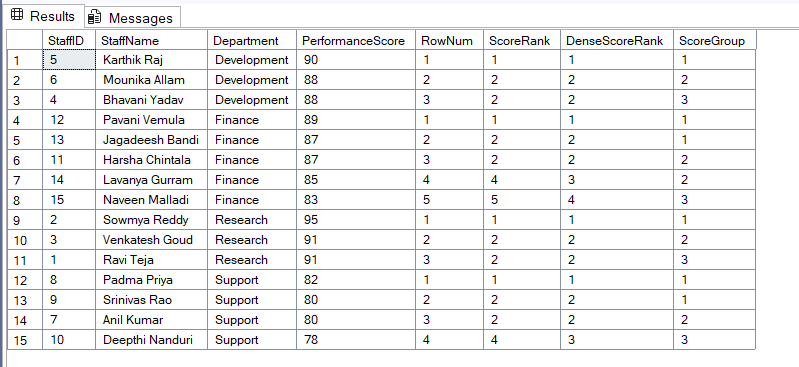 Results Messages
StaffID StaffName Department PerformanceScore RowNum ScoreRank DenseScoreRank ScoreGroup
1 5 Karthik Raj Development 90 1 1 1 1
2 6 Mounika Allam Development 88 2 2 2 2
3 4 Bhavani Yadav Development 88 3 2 2 3
4 12 Pavani Vemula Finance 89 1 1 1 1
5 13 Jagadeesh Bandi Finance 87 2 2 2 1
6 11 Harsha Chintala Finance 87 3 2 2 2
7 14 Lavanya Gurram Finance 85 4 4 3 2
8 15 Naveen Malladi Finance 83 5 5 4 3
9 2 Sowmya Reddy Research 95 1 1 1 1
10 3 Venkatesh Goud Research 91 2 2 2 2
11 1 Ravi Teja Research 91 3 2 2 3
12 8 Padma Priya Support 82 1 1 1 1
13 9 Srinivas Rao Support 80 2 2 2 1
14 7 Anil Kumar Support 80 3 2 2 2
15 10 Deepthi Nanduri Support 78 4 4 3 3